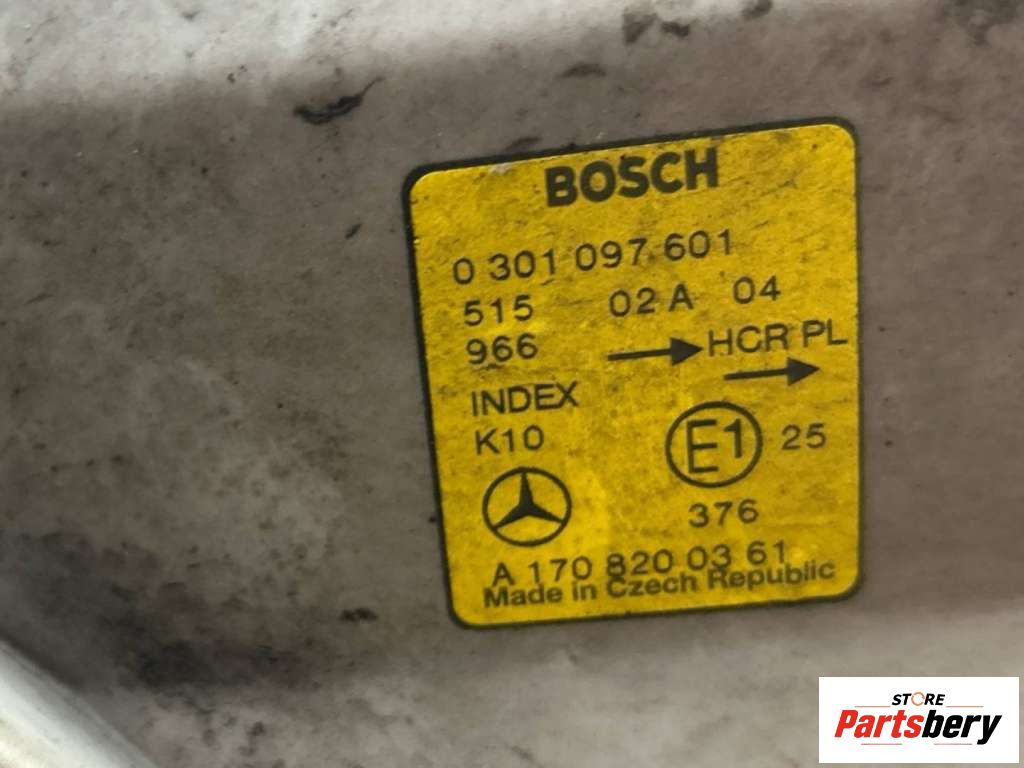 BOSCH
0 301 097 601
515 02 A 04
966 → HCR PL
→
INDEX
K10
E1 25
376
A 170 820 03 61
Made in Czech Republic
STORE
Partsbery